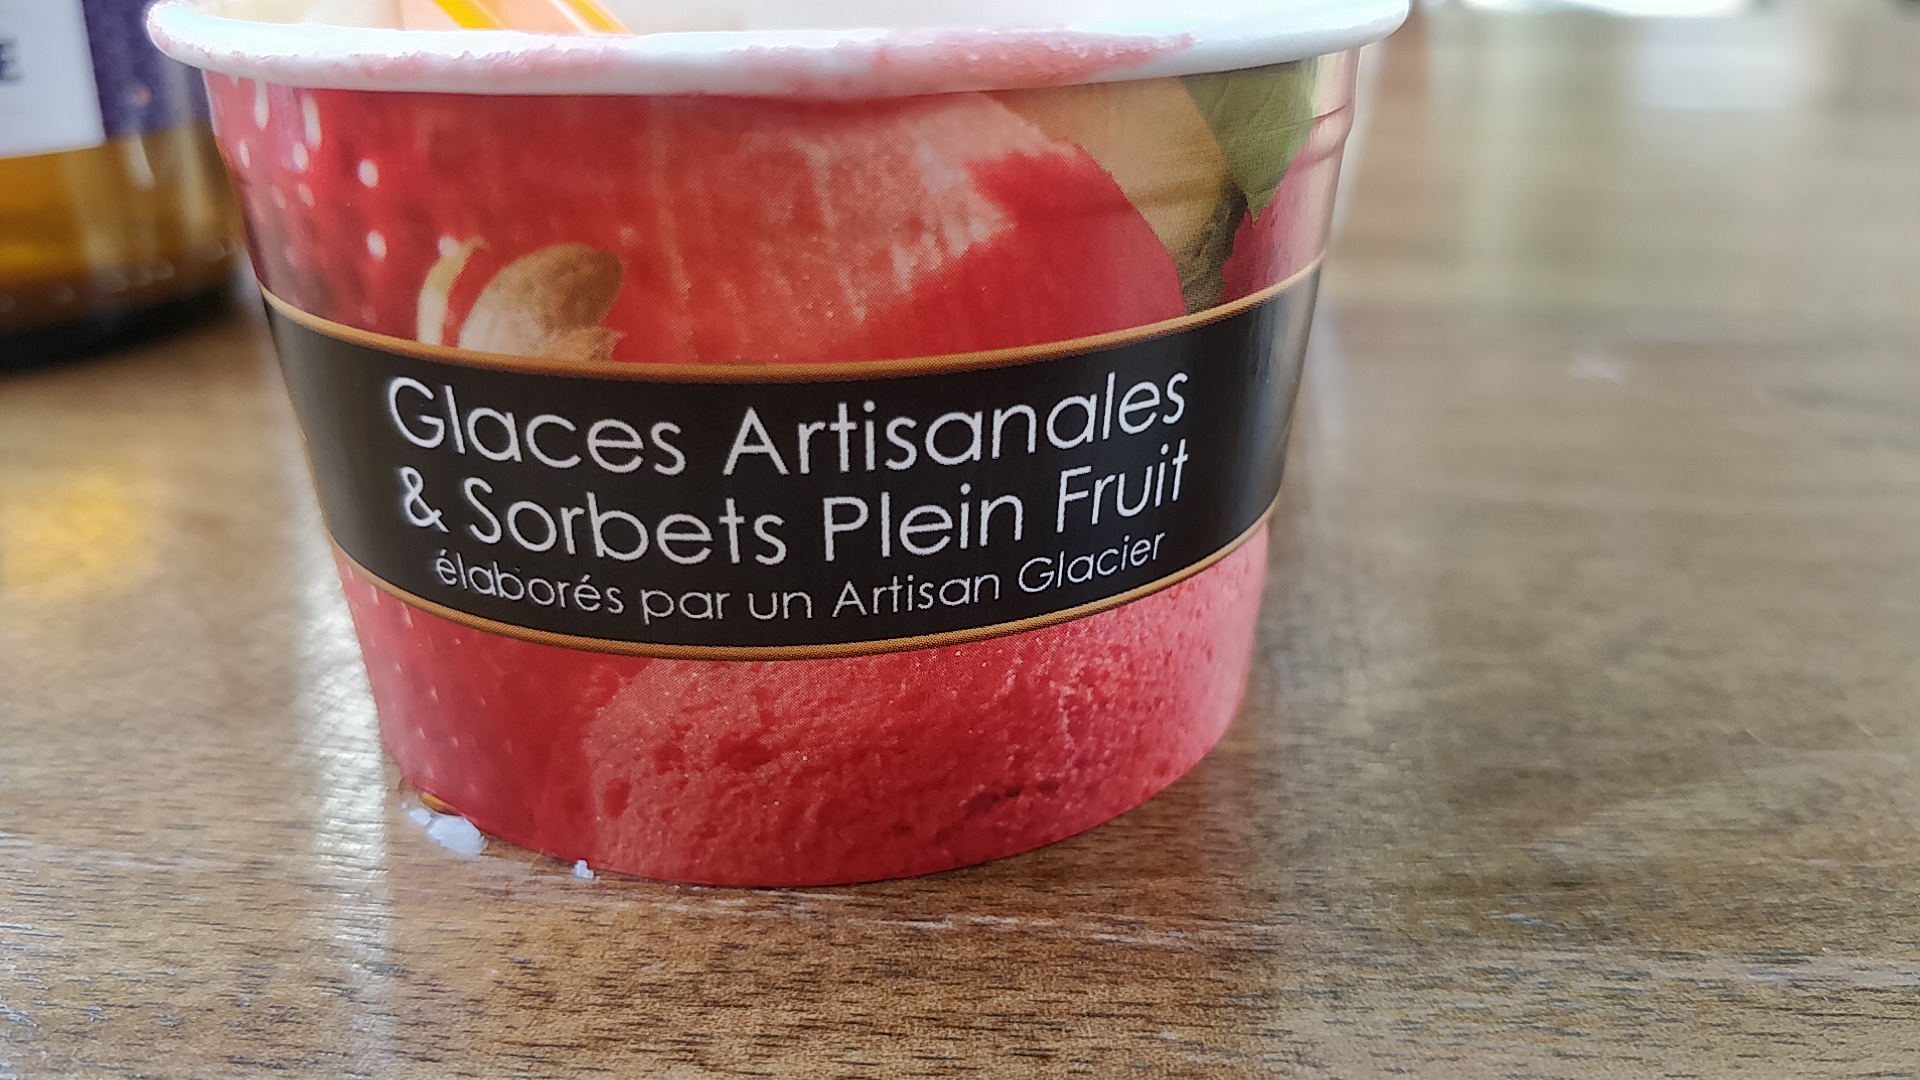 Glaces Artisanales
& Sorbets Plein Fruit
élaborés par un Artisan Glacier